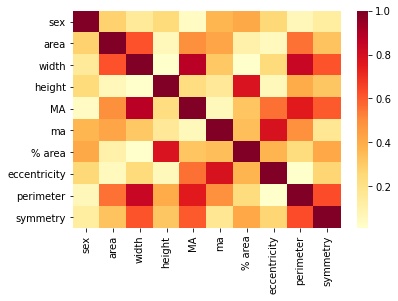 sex
area
width
height
MA
ma
% area
eccentricity
perimeter
symmetry
sex
area
width
height
MA
ma
% area
eccentricity
perimeter
symmetry
1.0
0.8
0.6
0.4
0.2